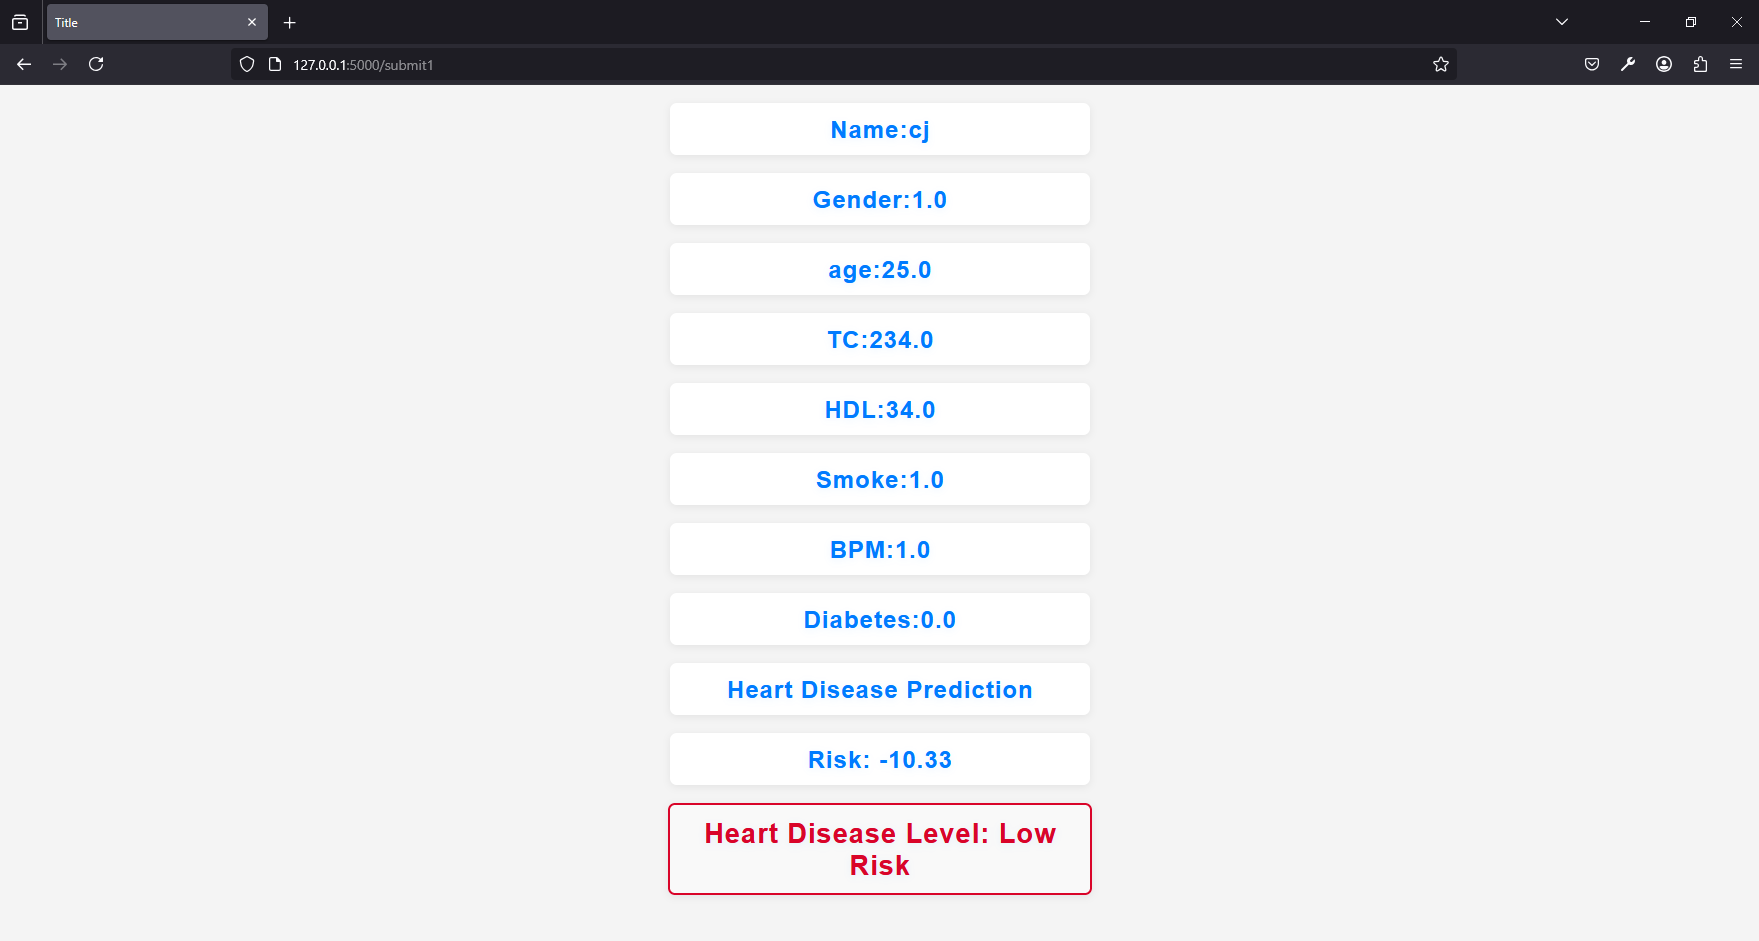 Title
127.0.0.1:5000/submit1
Name:cj
Gender:1.0
age:25.0
TC:234.0
HDL:34.0
Smoke:1.0
BPM:1.0
Diabetes:0.0
Heart Disease Prediction
Risk: -10.33
Heart Disease Level: Low
Risk